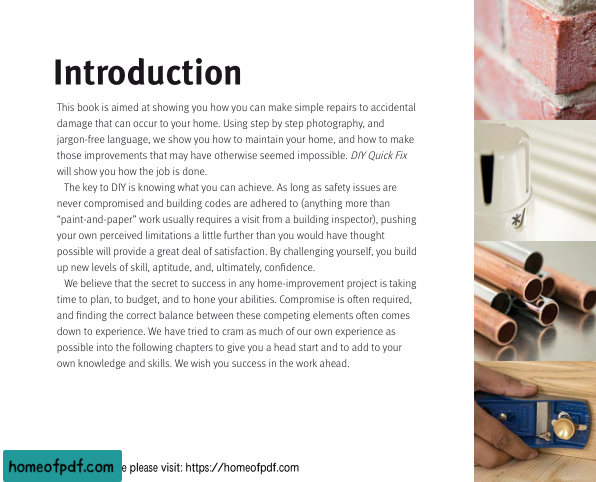 Introduction
This book is aimed at showing you how you can make simple repairs to accidental
damage that can occur to your home. Using step by step photography, and
jargon-free language, we show you how to maintain your home, and how to make
those improvements that may have otherwise seemed impossible. DIY Quick Fix
will show you how the job is done.
The key to DIY is knowing what you can achieve. As long as safety issues are
never compromised and building codes are adhered to (anything more than
“paint-and-paper” work usually requires a visit from a building inspector), pushing
your own perceived limitations a little further than you would have thought
possible will provide a great deal of satisfaction. By challenging yourself, you build
up new levels of skill, aptitude, and, ultimately, confidence.
We believe that the secret to success in any home-improvement project is taking
time to plan, to budget, and to hone your abilities. Compromise is often required,
and finding the correct balance between these competing elements often comes
down to experience. We have tried to cram as much of our own experience as
possible into the following chapters to give you a head start and to add to your
own knowledge and skills. We wish you success in the work ahead.
homeofpdf.com e please visit: https://homeofpdf.com